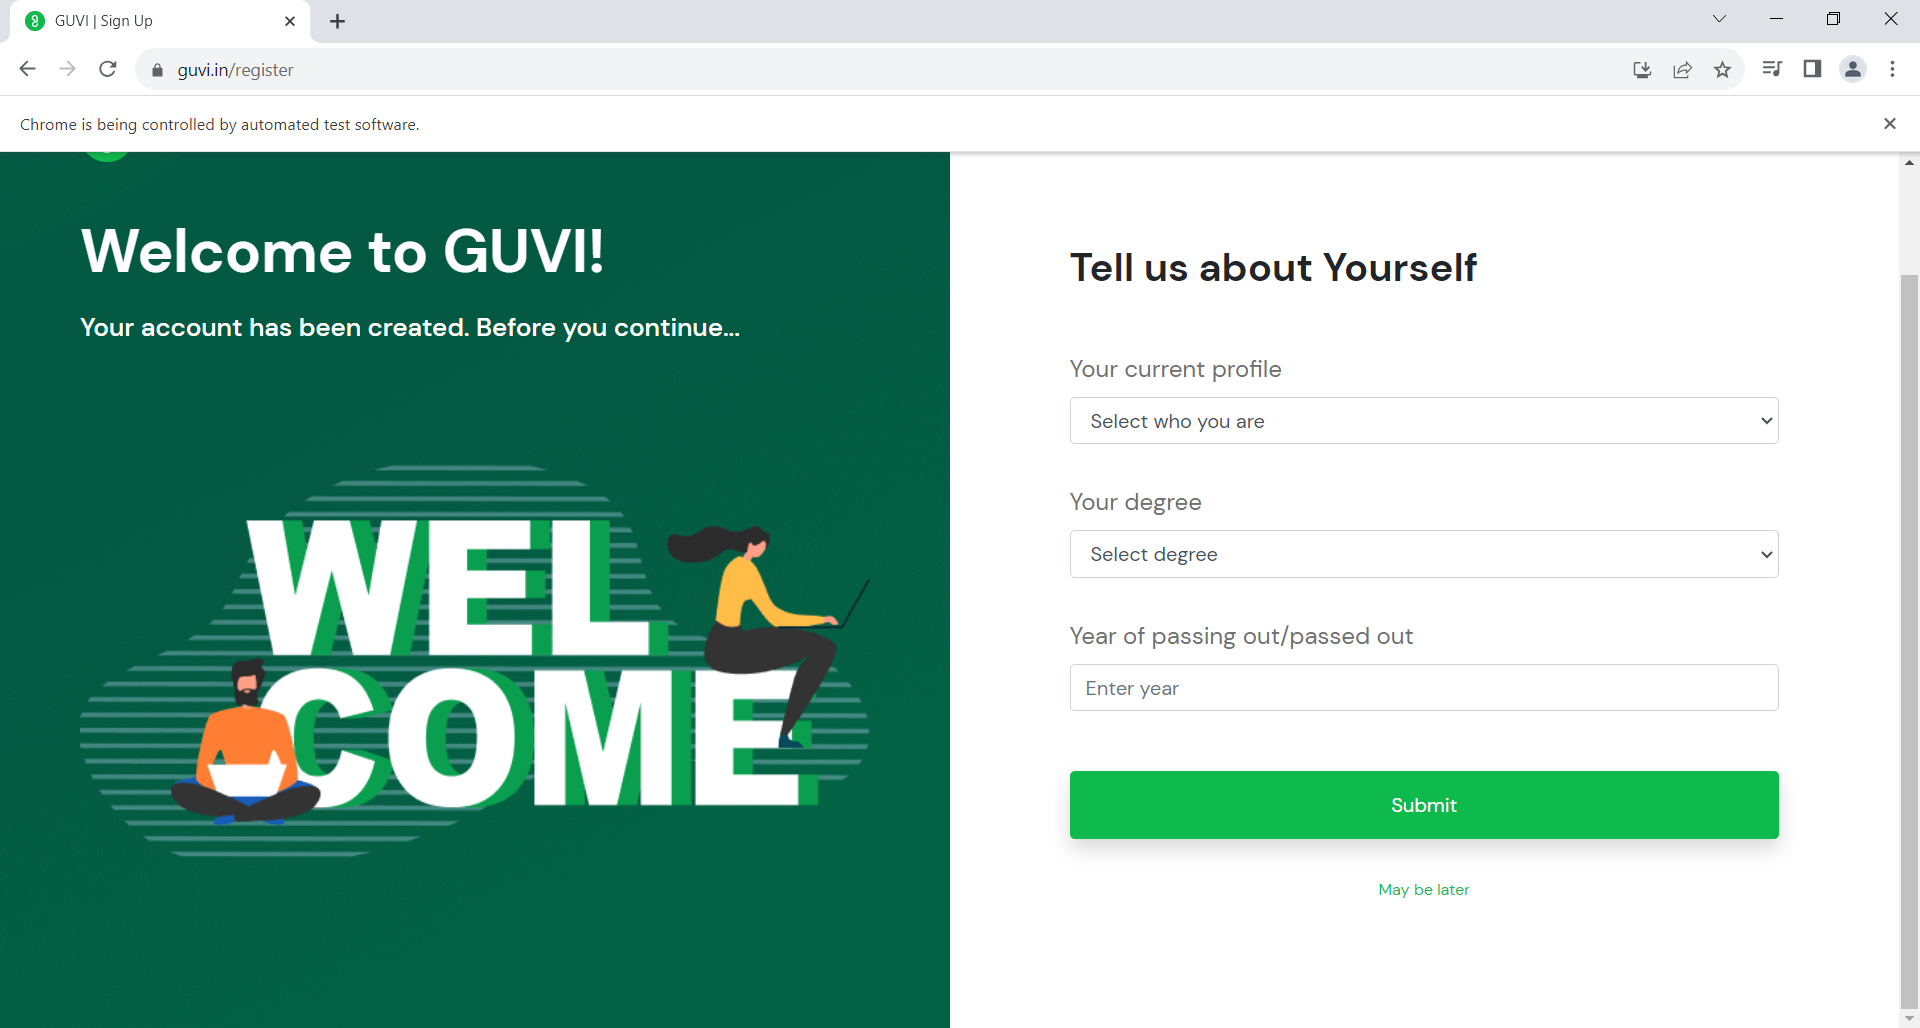 GUVI | Sign Up
guvi.in/register
Chrome is being controlled by automated test software.
Welcome to GUVI!
Your account has been created. Before you continue...
WEL
COME
Tell us about Yourself
Your current profile
Select who you are
Your degree
Select degree
Year of passing out/passed out
Enter year
Submit
May be later